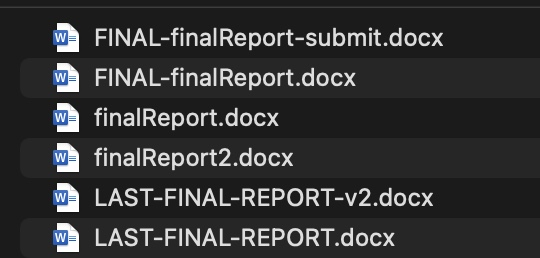 FINAL-finalReport-submit.docx
FINAL-finalReport.docx
finalReport.docx
finalReport2.docx
LAST-FINAL-REPORT-v2.docx
LAST-FINAL-REPORT.docx